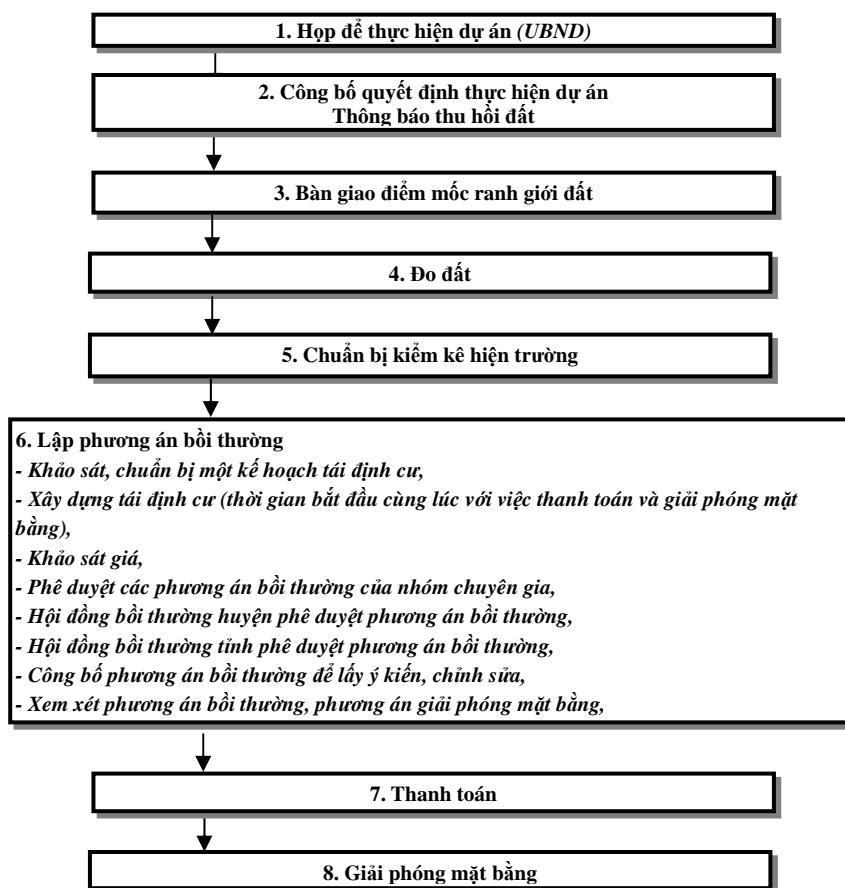 1. Họp để thực hiện dự án (UBND)
2. Công bố quyết định thực hiện dự án
Thông báo thu hồi đất
3. Bàn giao điểm mốc ranh giới đất
4. Đo đất
5. Chuẩn bị kiểm kê hiện trường
6. Lập phương án bồi thường
- Khảo sát, chuẩn bị một kế hoạch tái định cư,
- Xây dựng tái định cư (thời gian bắt đầu cùng lúc với việc thanh toán và giải phóng mặt
bằng),
- Khảo sát giá,
- Phê duyệt các phương án bồi thường của nhóm chuyên gia,
- Hội đồng bồi thường huyện phê duyệt phương án bồi thường,
- Hội đồng bồi thường tỉnh phê duyệt phương án bồi thường,
- Công bố phương án bồi thường để lấy ý kiến, chỉnh sửa,
- Xem xét phương án bồi thường, phương án giải phóng mặt bằng,
7. Thanh toán
8. Giải phóng mặt bằng